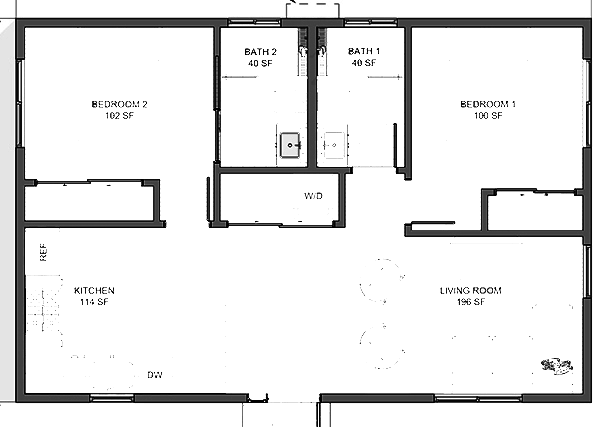 BATH 2
40 SF
BATH 1
40 SF
BEDROOM 2
102 SF
BEDROOM 1
100 SF
W/D
REF
KITCHEN
114 SF
LIVING ROOM
196 SF
DW